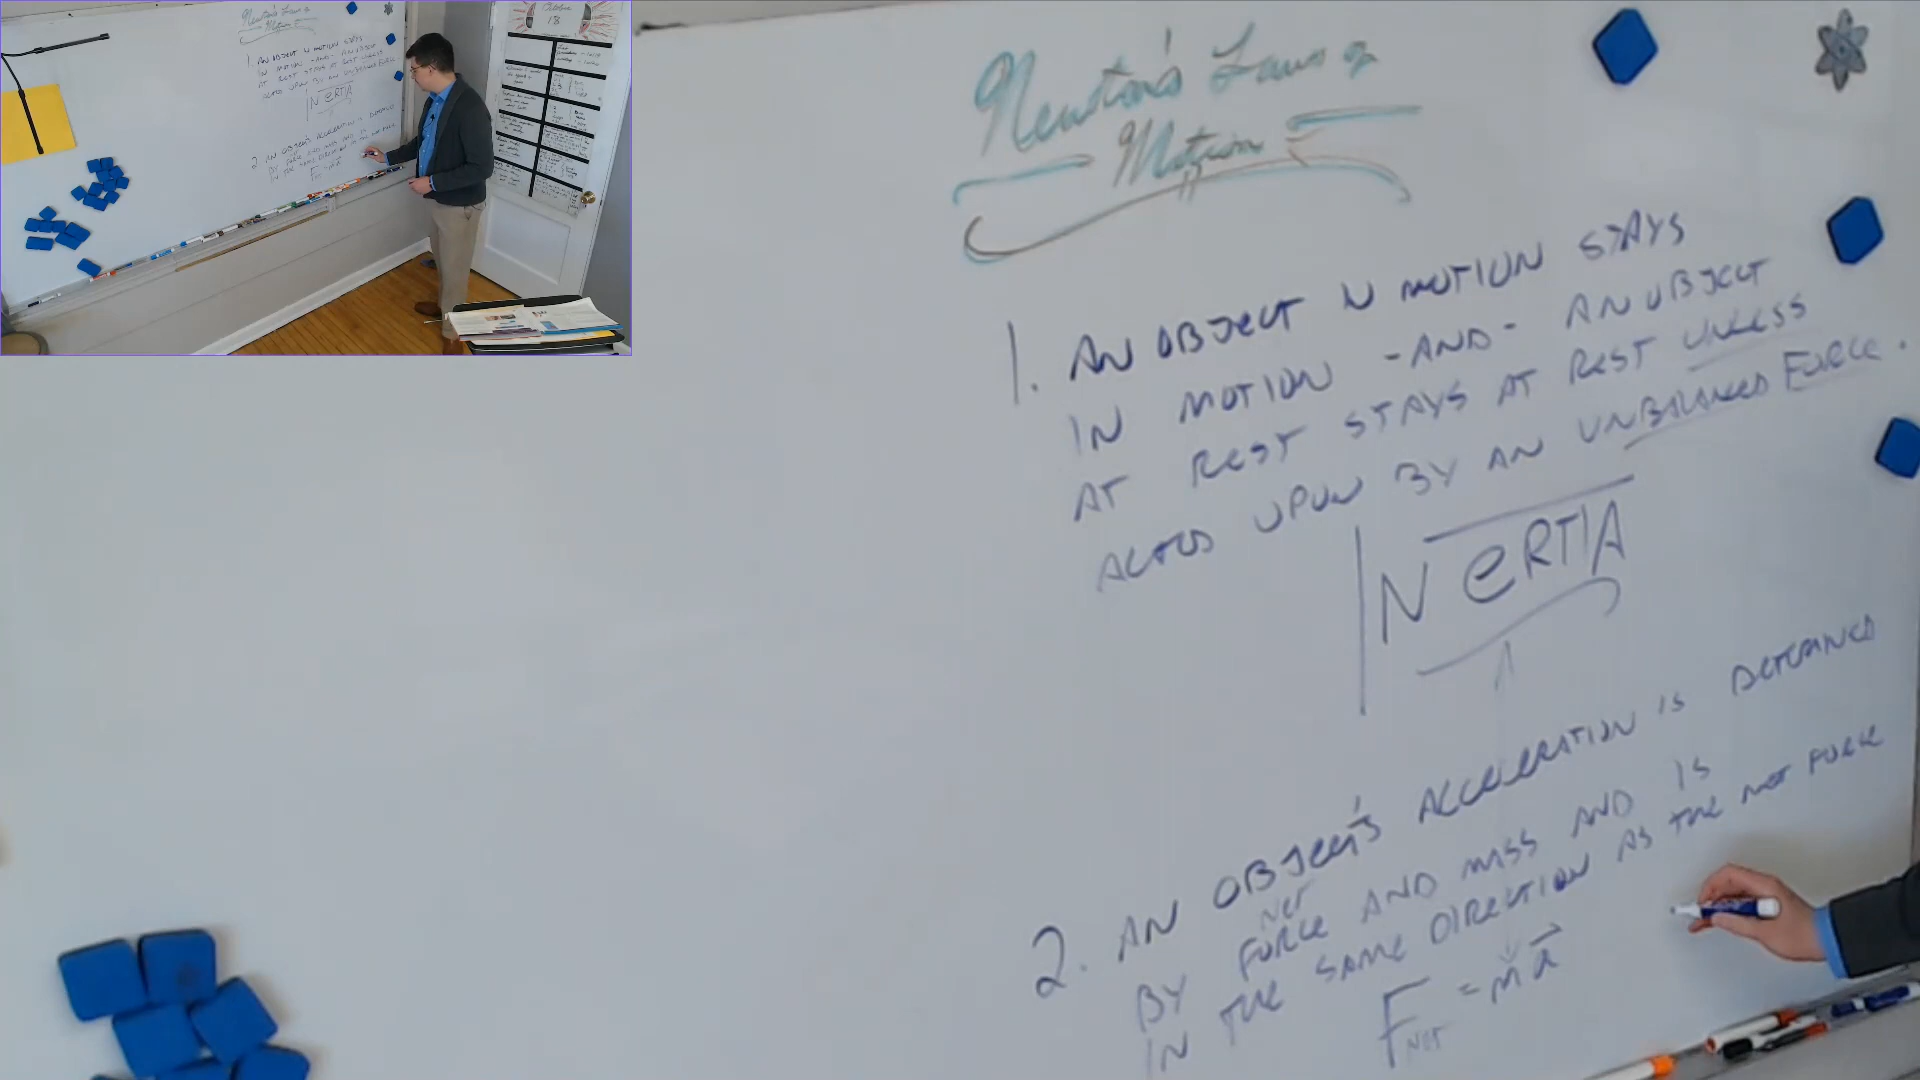 Newton's Laws of
Motion
1. AN OBJECT IN MOTION STAYS
IN MOTION -AND- AN OBJECT
AT REST STAYS AT REST UNLESS
ACTED UPON BY AN UNBALANCED FORCE.
INERTIA
2. AN OBJECT'S ACCELERATION IS DETERMINED
BY NET FORCE AND MASS AND IS
IN THE SAME DIRECTION AS THE NET FORCE
F_NET = m a⃗